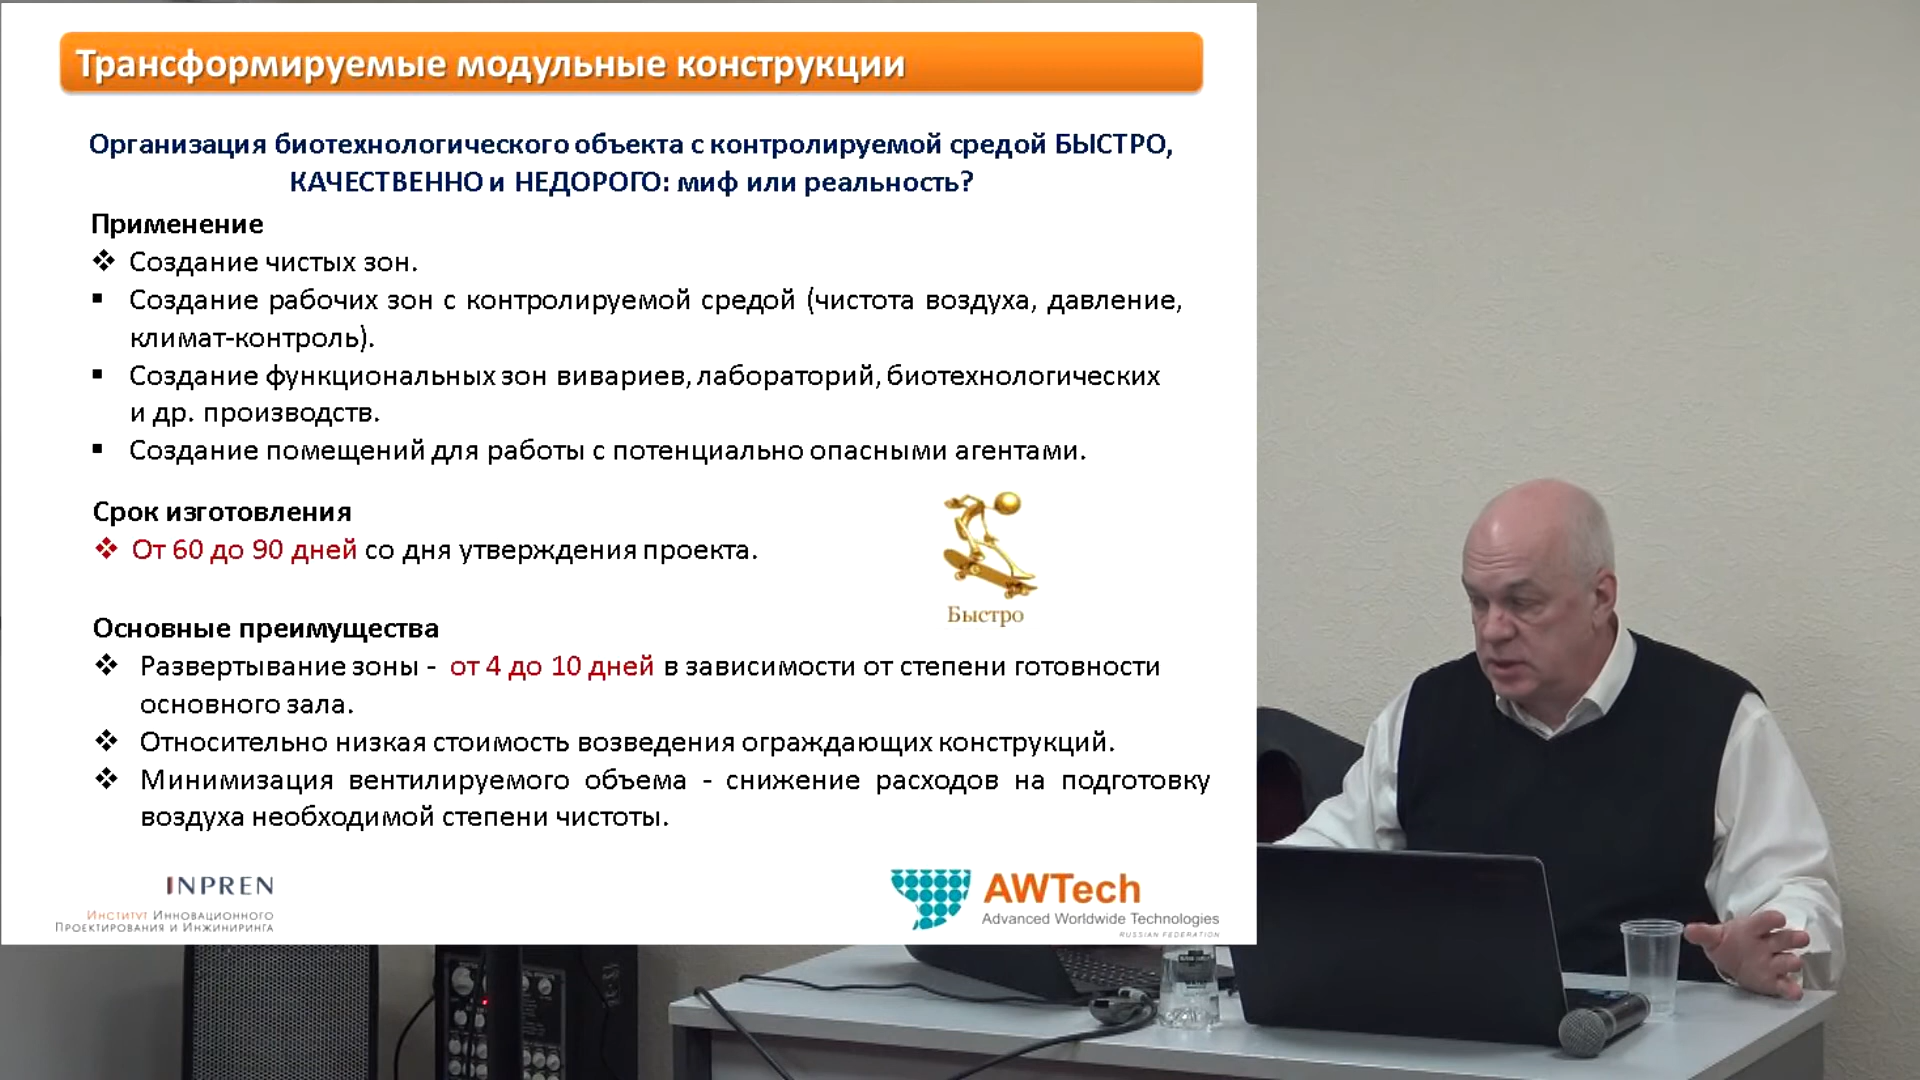 Трансформируемые модульные конструкции
Организация биотехнологического объекта с контролируемой средой БЫСТРО,
КАЧЕСТВЕННО и НЕДОРОГО: миф или реальность?
Применение
❖ Создание чистых зон.
▪ Создание рабочих зон с контролируемой средой (чистота воздуха, давление,
климат-контроль).
▪ Создание функциональных зон вивариев, лабораторий, биотехнологических
и др. производств.
▪ Создание помещений для работы с потенциально опасными агентами.
Срок изготовления
❖ От 60 до 90 дней со дня утверждения проекта.
Быстро
Основные преимущества
❖ Развертывание зоны - от 4 до 10 дней в зависимости от степени готовности
основного зала.
❖ Относительно низкая стоимость возведения ограждающих конструкций.
❖ Минимизация вентилируемого объема - снижение расходов на подготовку
воздуха необходимой степени чистоты.
INPREN
Институт Инновационного
Проектирования и Инжиниринга
AWTech
Advanced Worldwide Technologies
RUSSIAN FEDERATION